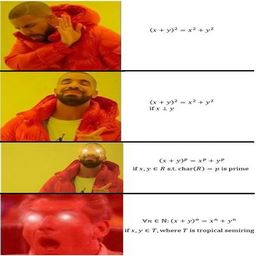 (x + y)² = x² + y²
(x + y)² = x² + y²
if x ⊥ y
(x + y)ᵖ = xᵖ + yᵖ
if x, y ∈ R s.t. char(R) = p is prime
∀n ∈ ℕ: (x + y)ⁿ = xⁿ + yⁿ
if x, y ∈ T, where T is tropical semiring